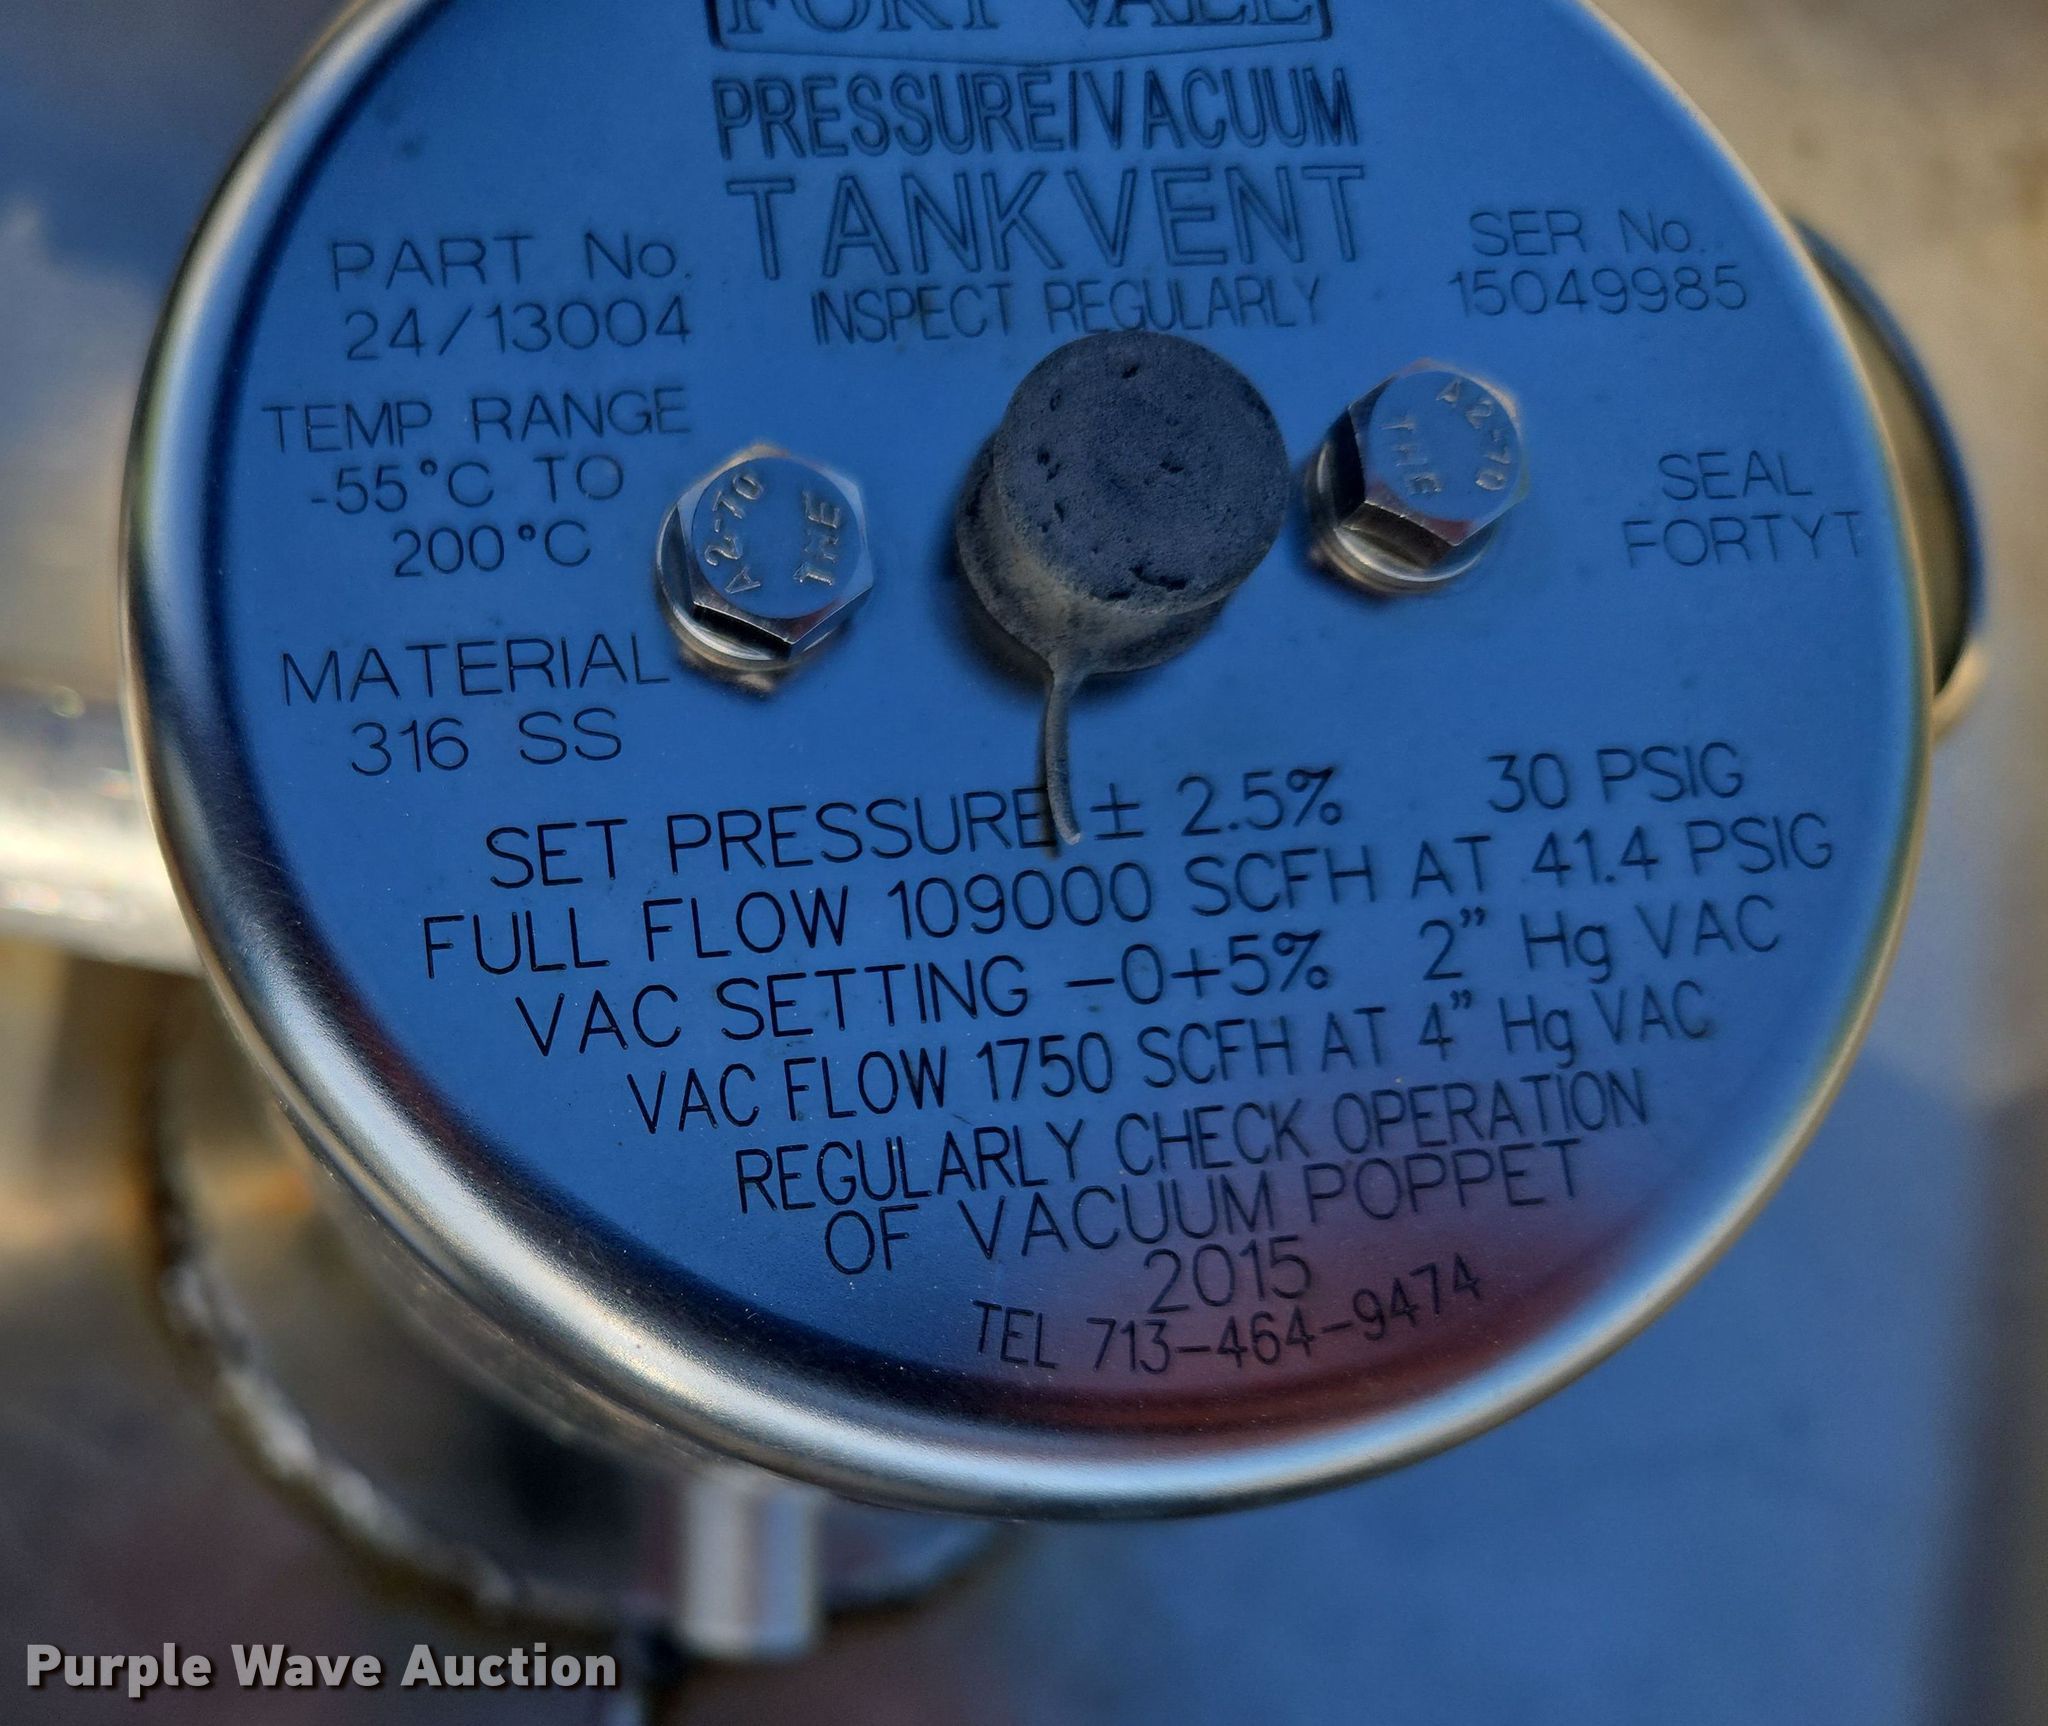 FORT VALE
PRESSURE/VACUUM
TANKVENT
INSPECT REGULARLY
PART No.
24/13004
SER No.
15049985
TEMP RANGE
-55°C TO
200°C
A2-70
THE
A2-70
THE
SEAL
FORTYT
MATERIAL
316 SS
SET PRESSURE ± 2.5% 30 PSIG
FULL FLOW 109000 SCFH AT 41.4 PSIG
VAC SETTING -0+5% 2" Hg VAC
VAC FLOW 1750 SCFH AT 4" Hg VAC
REGULARLY CHECK OPERATION
OF VACUUM POPPET
2015
TEL 713-464-9474
Purple Wave Auction